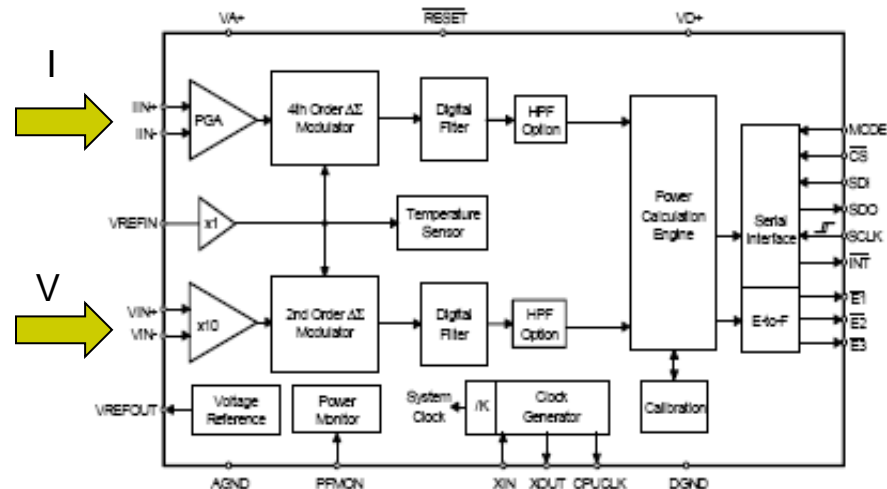 VA+ RESET VD+
I
IIN+
IIN-
PGA
4th Order ΔΣ
Modulator
Digital
Filter
HPF
Option
VREFIN
x1
Temperature
Sensor
Power
Calculation
Engine
Serial
Interface
MODE
CS
SDI
SDO
SCLK
INT
V
VIN+
VIN-
x10
2nd Order ΔΣ
Modulator
Digital
Filter
HPF
Option
E-to-F
E1
E2
E3
VREFOUT
Voltage
Reference
Power
Monitor
System
Clock
/K
Clock
Generator
Calibration
AGND PFMON XIN XOUT CPUCLK DGND